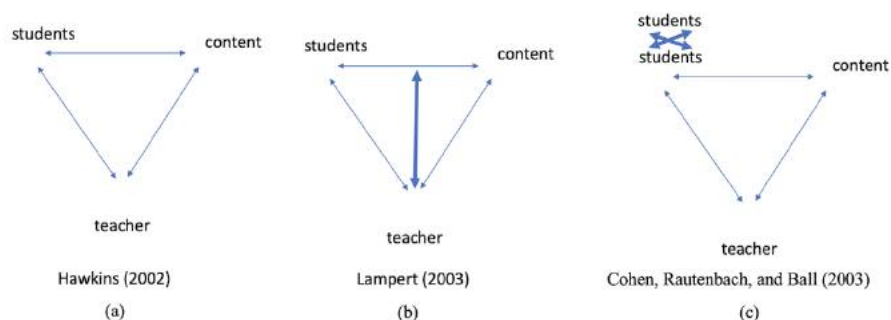 students
content
teacher
Hawkins (2002)
(a)
students
content
teacher
Lampert (2003)
(b)
students
students
content
teacher
Cohen, Rautenbach, and Ball (2003)
(c)